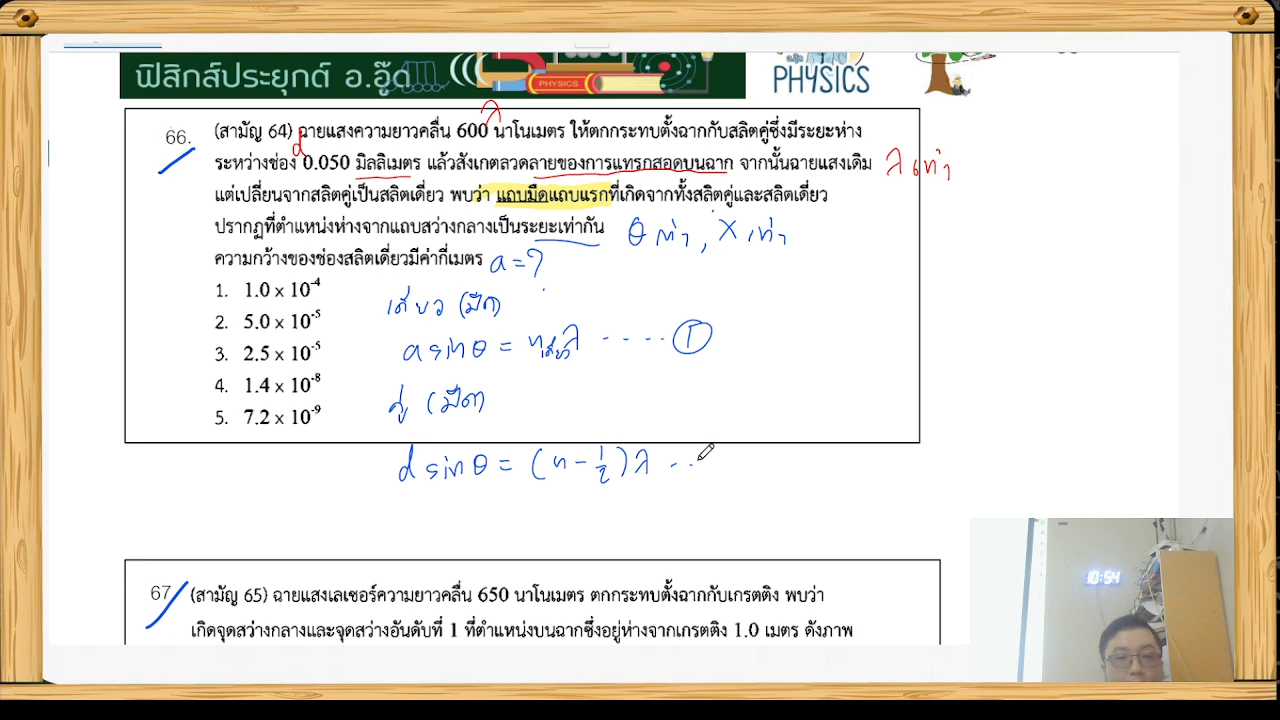 ฟิสิกส์ประยุกต์ อ.อู๊ด
PHYSICS
อ.อู๊ด
PHYSICS
66. (สามัญ 64) ฉายแสงความยาวคลื่น 600 นาโนเมตร ให้ตกกระทบตั้งฉากกับสลิตคู่ซึ่งมีระยะห่าง
λ
d
ระหว่างช่อง 0.050 มิลลิเมตร แล้วสังเกตลวดลายของการแทรกสอดบนฉาก จากนั้นฉายแสงเดิม λ เท่า
แต่เปลี่ยนจากสลิตคู่เป็นสลิตเดี่ยว พบว่า แถบมืดแถบแรกที่เกิดจากทั้งสลิตคู่และสลิตเดี่ยว
ปรากฏที่ตำแหน่งห่างจากแถบสว่างกลางเป็นระยะเท่ากัน θ เท่า, X เท่า
ความกว้างของช่องสลิตเดี่ยวมีค่ากี่เมตร a = ?
1. 1.0 x 10⁻⁴
2. 5.0 x 10⁻⁵
3. 2.5 x 10⁻⁵
4. 1.4 x 10⁻⁸
5. 7.2 x 10⁻⁹
เดี่ยว (มืด)
a sin θ = n เดี่ยว λ ---- ①
คู่ (มืด)
d sin θ = (n - 1/2) λ --
67 (สามัญ 65) ฉายแสงเลเซอร์ความยาวคลื่น 650 นาโนเมตร ตกกระทบตั้งฉากกับเกรตติง พบว่า
เกิดจุดสว่างกลางและจุดสว่างอันดับที่ 1 ที่ตำแหน่งบนฉากซึ่งอยู่ห่างจากเกรตติง 1.0 เมตร ดังภาพ
10:54